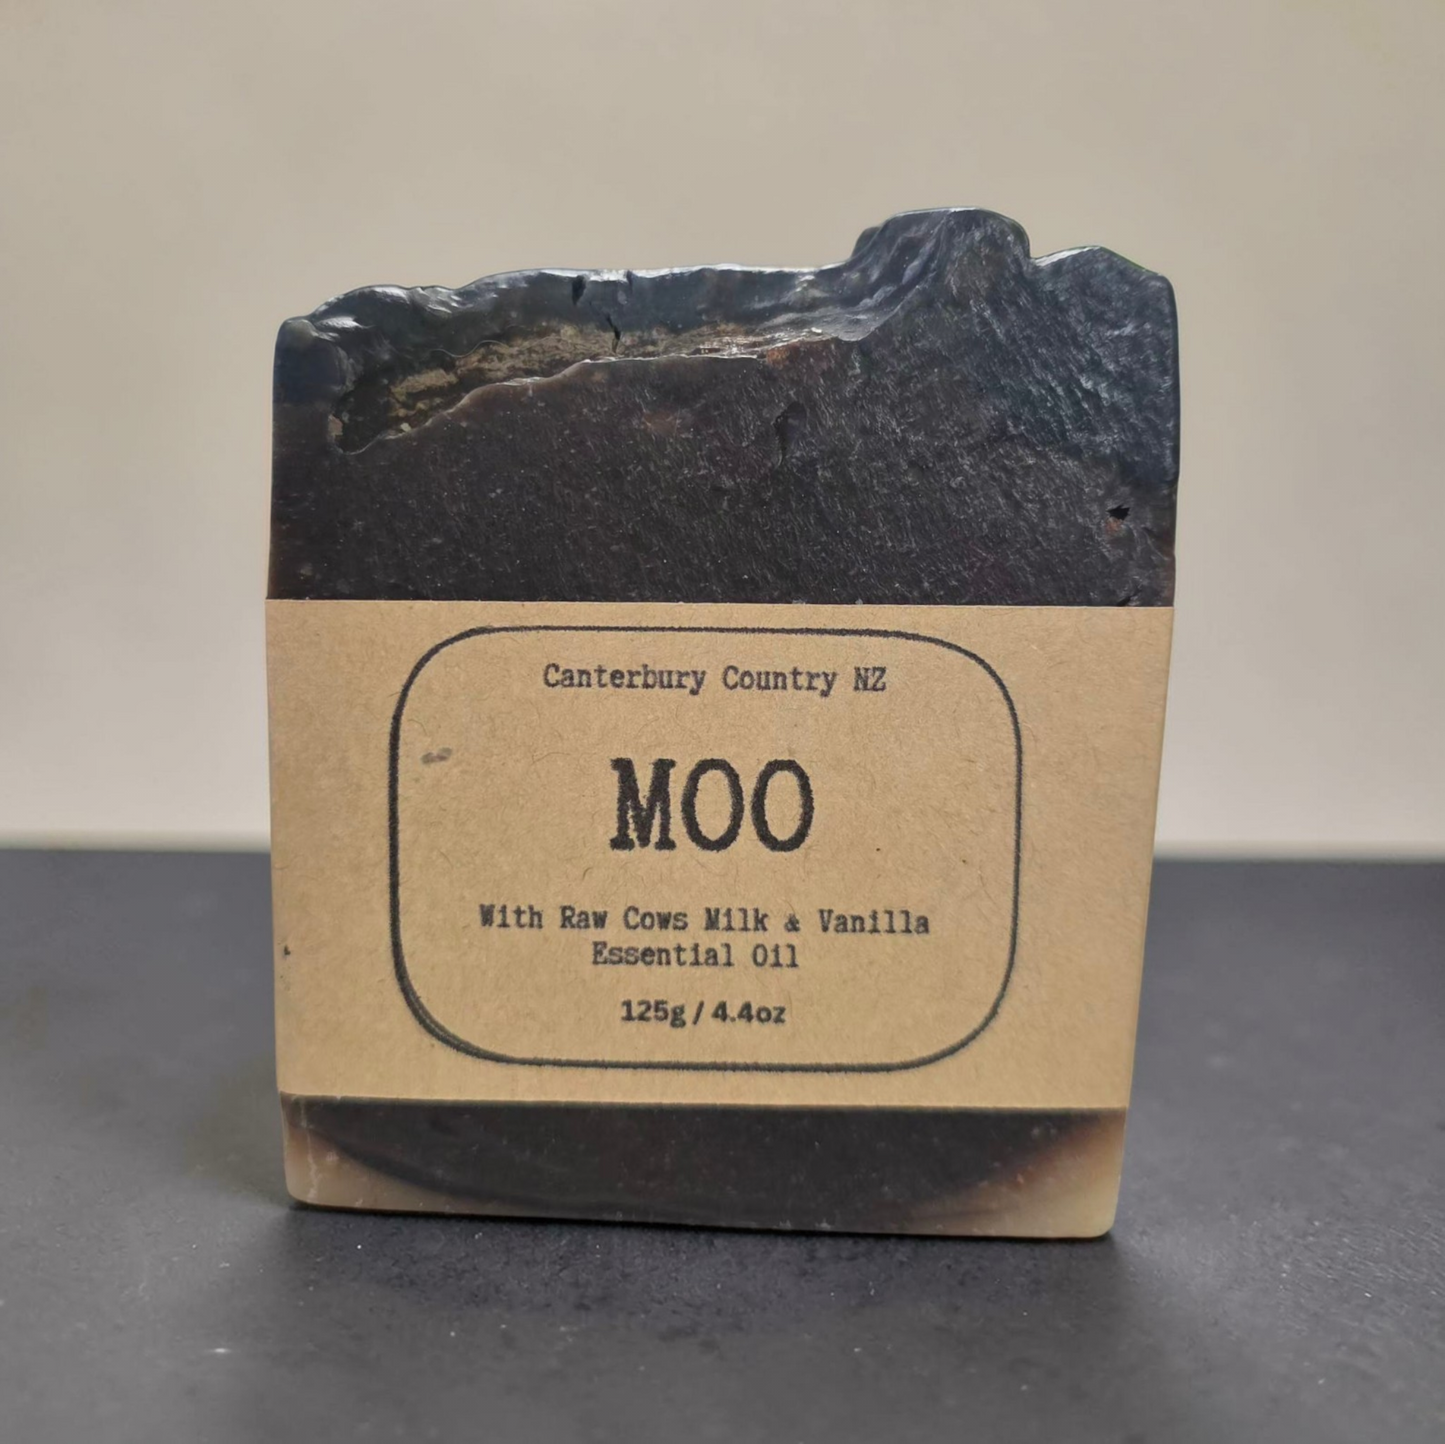 Canterbury Country NZ
MOO
With Raw Cows Milk & Vanilla
Essential Oil
125g / 4.4oz